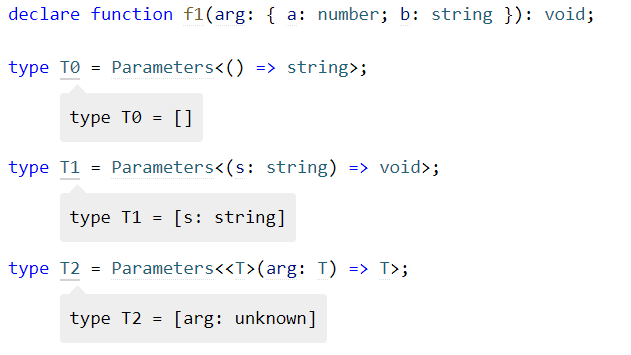 declare function f1(arg: { a: number; b: string }): void;
type T0 = Parameters<() => string>;
type T0 = []
type T1 = Parameters<(s: string) => void>;
type T1 = [s: string]
type T2 = Parameters<<T>(arg: T) => T>;
type T2 = [arg: unknown]